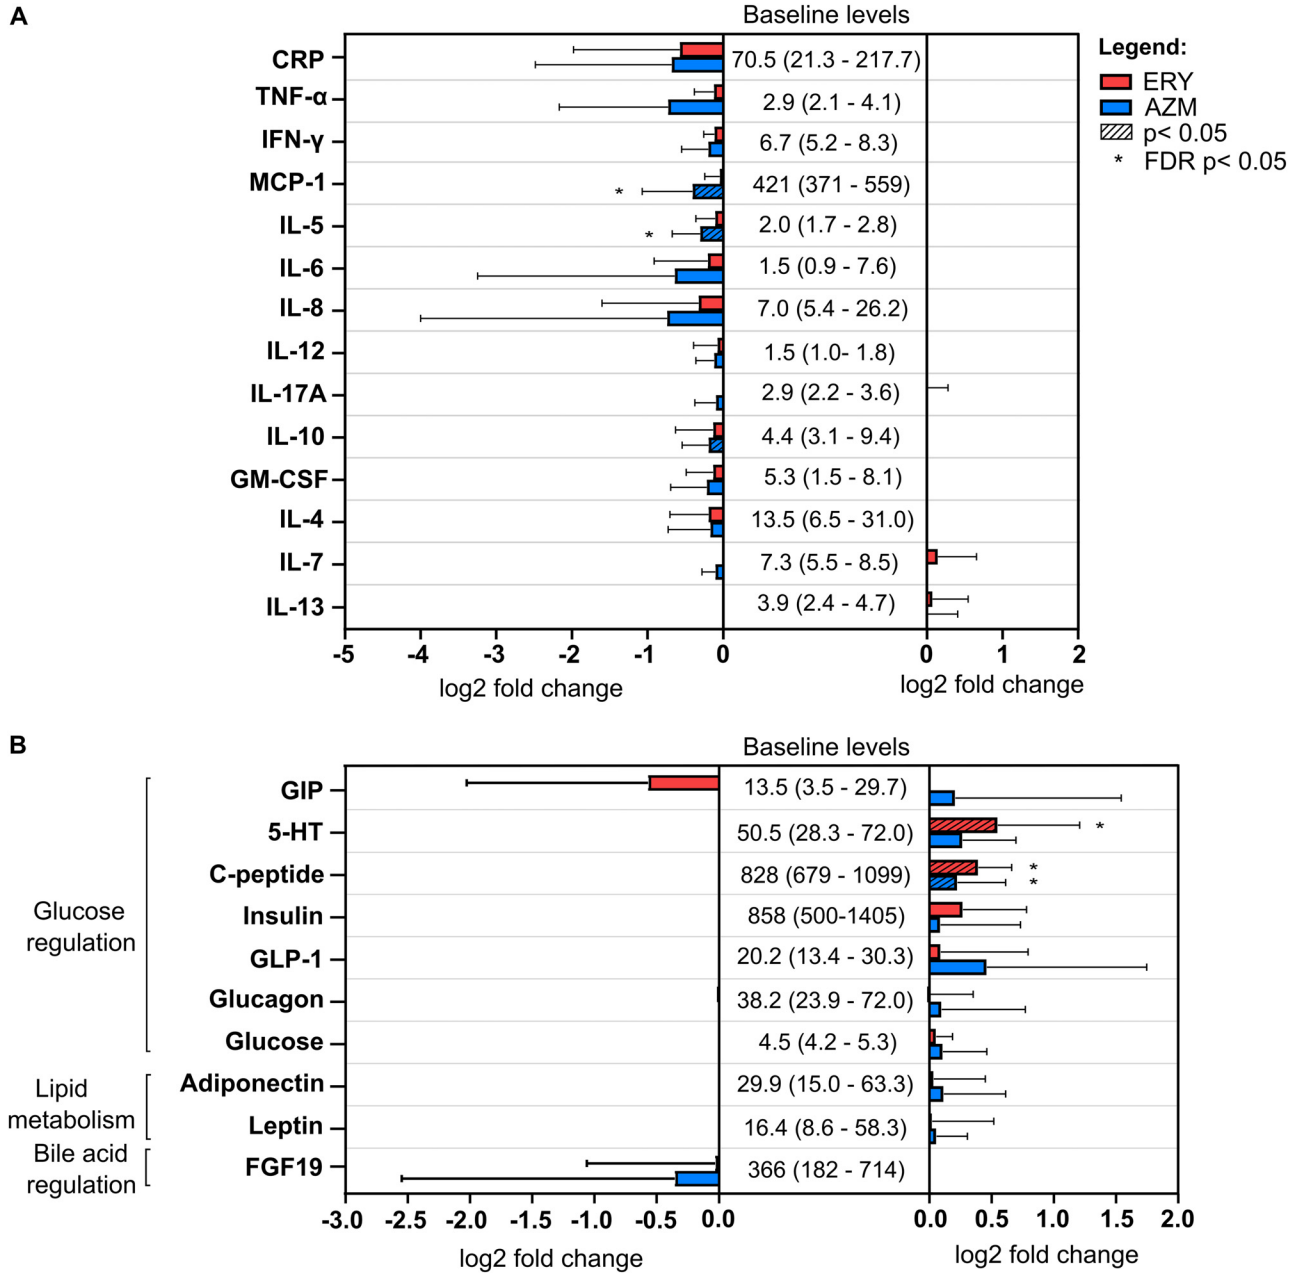 A
Baseline levels
Legend:
ERY
AZM
p< 0.05
* FDR p< 0.05
CRP 70.5 (21.3 - 217.7)
TNF-α 2.9 (2.1 - 4.1)
IFN-γ 6.7 (5.2 - 8.3)
MCP-1 * 421 (371 - 559)
IL-5 * 2.0 (1.7 - 2.8)
IL-6 1.5 (0.9 - 7.6)
IL-8 7.0 (5.4 - 26.2)
IL-12 1.5 (1.0- 1.8)
IL-17A 2.9 (2.2 - 3.6)
IL-10 4.4 (3.1 - 9.4)
GM-CSF 5.3 (1.5 - 8.1)
IL-4 13.5 (6.5 - 31.0)
IL-7 7.3 (5.5 - 8.5)
IL-13 3.9 (2.4 - 4.7)
-5 -4 -3 -2 -1 0 0 1 2
log2 fold change log2 fold change
B
Baseline levels
GIP 13.5 (3.5 - 29.7)
5-HT 50.5 (28.3 - 72.0) *
C-peptide 828 (679 - 1099) * *
Glucose
regulation
Insulin 858 (500-1405)
GLP-1 20.2 (13.4 - 30.3)
Glucagon 38.2 (23.9 - 72.0)
Glucose 4.5 (4.2 - 5.3)
Lipid
metabolism
Adiponectin 29.9 (15.0 - 63.3)
Leptin 16.4 (8.6 - 58.3)
Bile acid
regulation
FGF19 366 (182 - 714)
-3.0 -2.5 -2.0 -1.5 -1.0 -0.5 0.0 0.0 0.5 1.0 1.5 2.0
log2 fold change log2 fold change